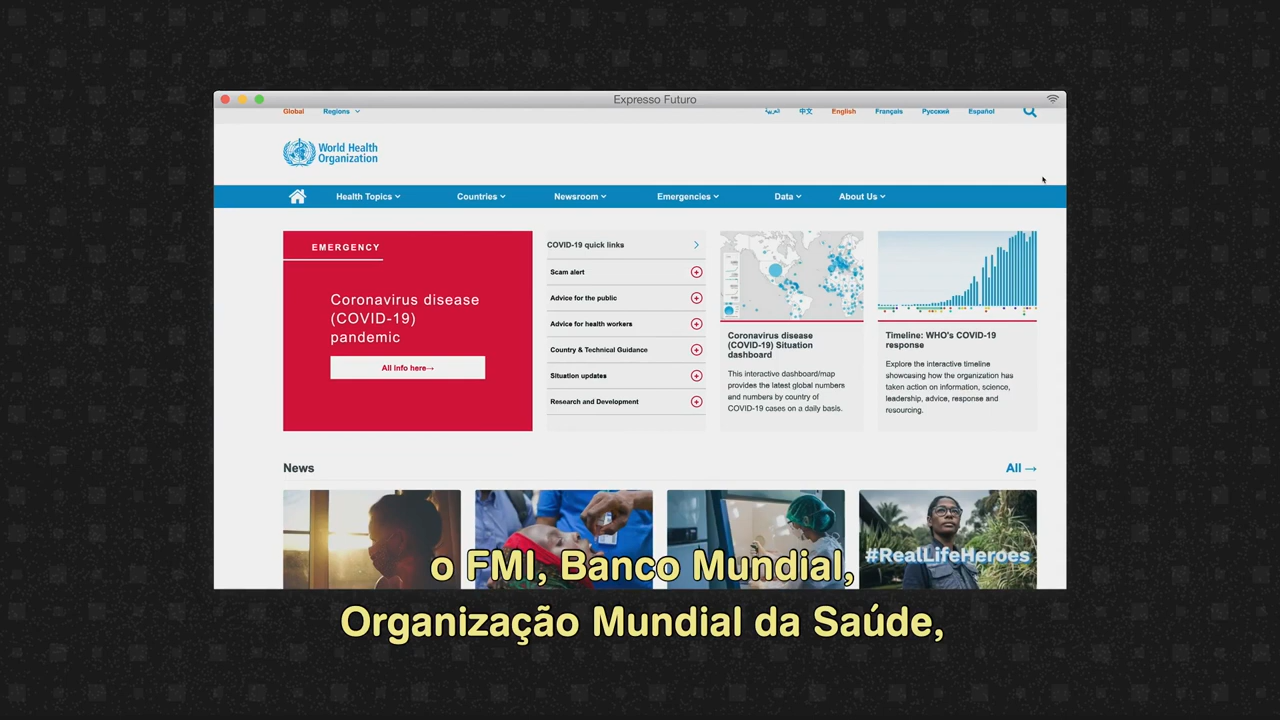 Expresso Futuro
Global Regions العربية 中文 English Français Русский Español
World Health
Organization
Health Topics Countries Newsroom Emergencies Data About Us
EMERGENCY
Coronavirus disease
(COVID-19)
pandemic
All info here→
COVID-19 quick links
Scam alert
Advice for the public
Advice for health workers
Country & Technical Guidance
Situation updates
Research and Development
Coronavirus disease
(COVID-19) Situation
dashboard
This interactive dashboard/map
provides the latest global numbers
and numbers by country of
COVID-19 cases on a daily basis.
Timeline: WHO's COVID-19
response
Explore the interactive timeline
showcasing how the organization has
taken action on information, science,
leadership, advice, response and
resourcing.
News All →
#RealLifeHeroes
o FMI, Banco Mundial,
Organização Mundial da Saúde,